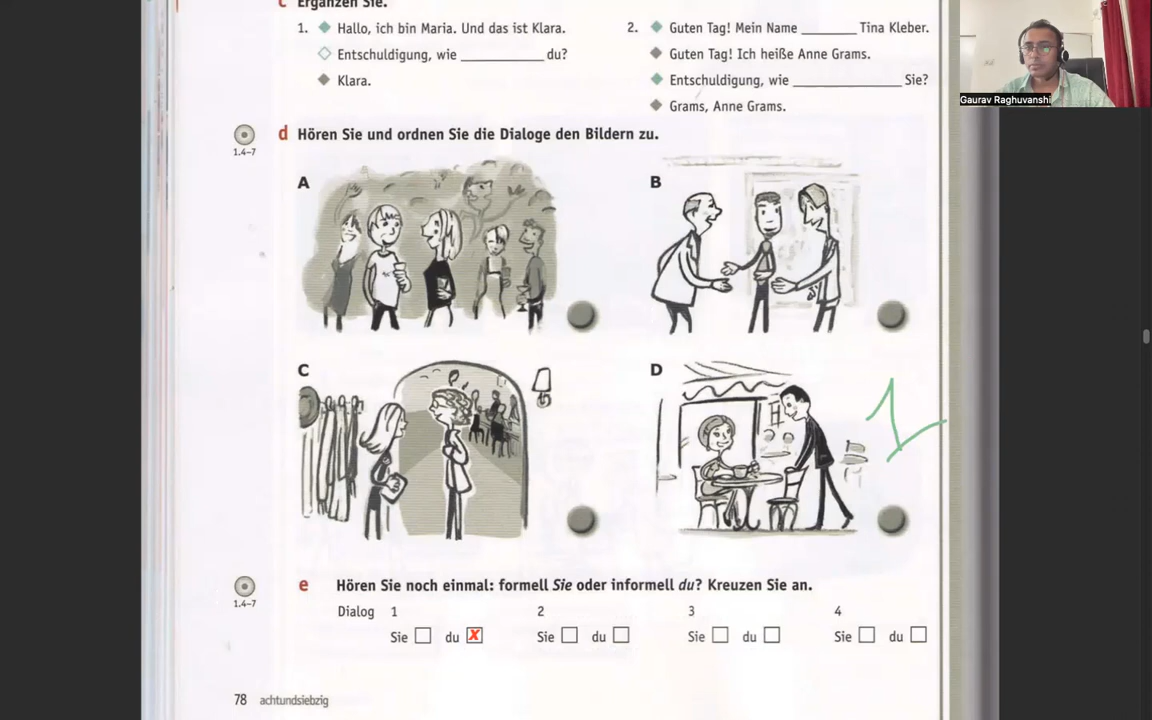 c Ergänzen Sie.
1. Hallo, ich bin Maria. Und das ist Klara.
Entschuldigung, wie __________ du?
Klara.
2. Guten Tag! Mein Name _______ Tina Kleber.
Guten Tag! Ich heiße Anne Grams.
Entschuldigung, wie _____________ Sie?
Grams, Anne Grams.
Gaurav Raghuvanshi
1.4–7
d Hören Sie und ordnen Sie die Dialoge den Bildern zu.
A
B
C
D
1
1.4–7
e Hören Sie noch einmal: formell Sie oder informell du? Kreuzen Sie an.
Dialog 1 2 3 4
Sie ☐ du ☒ Sie ☐ du ☐ Sie ☐ du ☐ Sie ☐ du ☐
78 achtundsiebzig